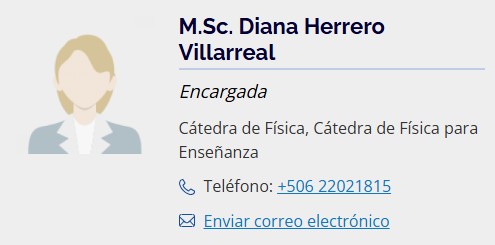 M.Sc. Diana Herrero
Villarreal
Encargada
Cátedra de Física, Cátedra de Física para
Enseñanza
Teléfono: +506 22021815
Enviar correo electrónico